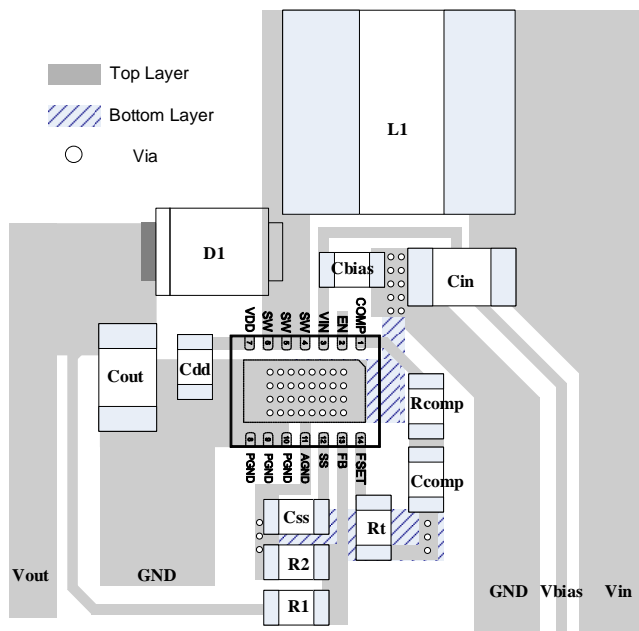 Top Layer
Bottom Layer
Via
L1
D1
Cbias
Cin
VDD SW SW SW VIN EN COMP
7 6 5 4 3 2 1
Cout
Cdd
Rcomp
8 9 10 11 12 13 14
PGND PGND PGND AGND SS FB FSET
Ccomp
Css
Rt
R2
Vout
GND
R1
GND
Vbias
Vin